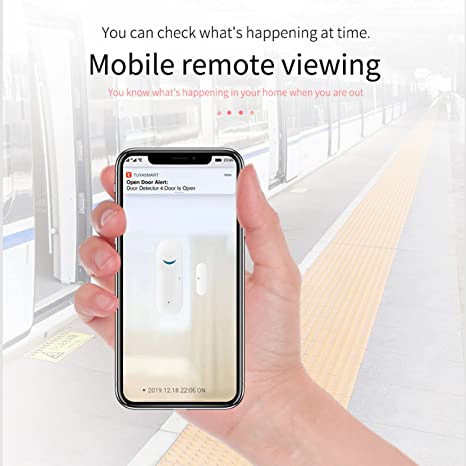 You can check what's happening at time.
Mobile remote viewing
You know what's happening in your home when you are out
TUYASMART now
Open Door Alert:
Door Detector 4.Door Is Open
2019.12.18 22:06 ON